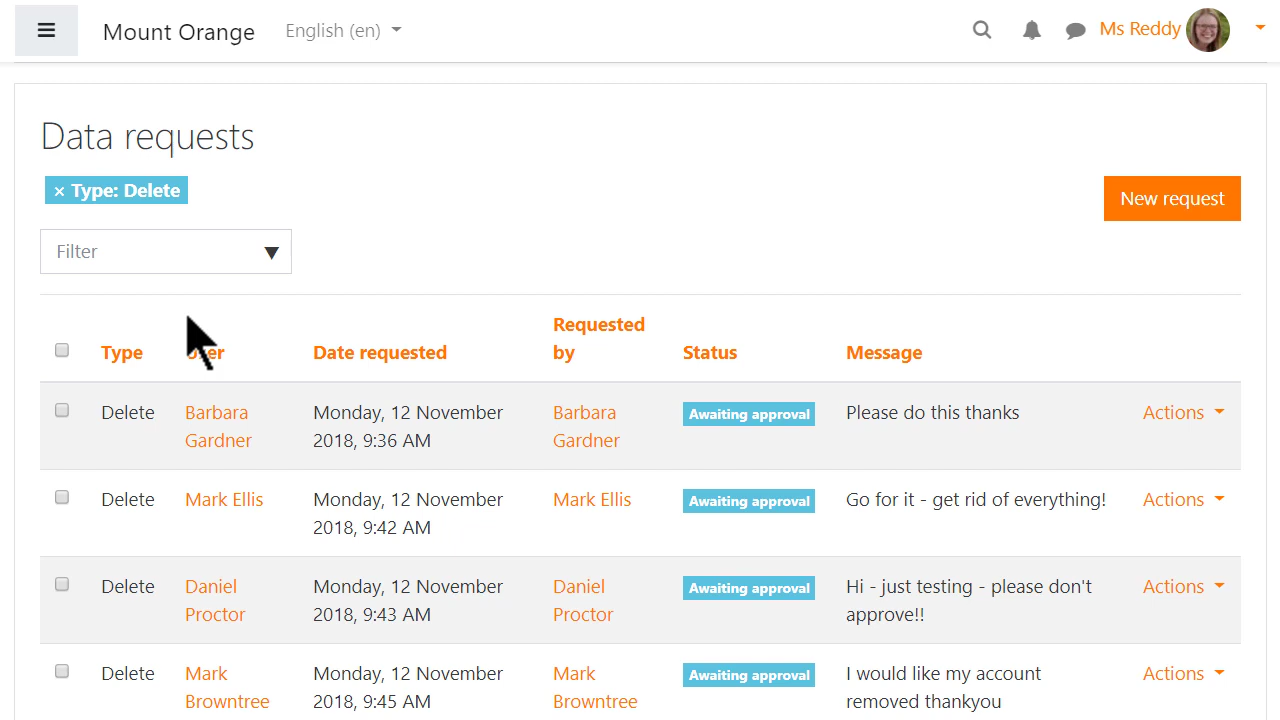 Mount Orange
English (en)
Ms Reddy
Data requests
× Type: Delete
New request
Filter
Type
Date requested
Requested
by
Status
Message
Delete
Barbara
Gardner
Monday, 12 November
2018, 9:36 AM
Barbara
Gardner
Awaiting approval
Please do this thanks
Actions
Delete
Mark Ellis
Monday, 12 November
2018, 9:42 AM
Mark Ellis
Awaiting approval
Go for it - get rid of everything!
Actions
Delete
Daniel
Proctor
Monday, 12 November
2018, 9:43 AM
Daniel
Proctor
Awaiting approval
Hi - just testing - please don't
approve!!
Actions
Delete
Mark
Browntree
Monday, 12 November
2018, 9:45 AM
Mark
Browntree
Awaiting approval
I would like my account
removed thankyou
Actions